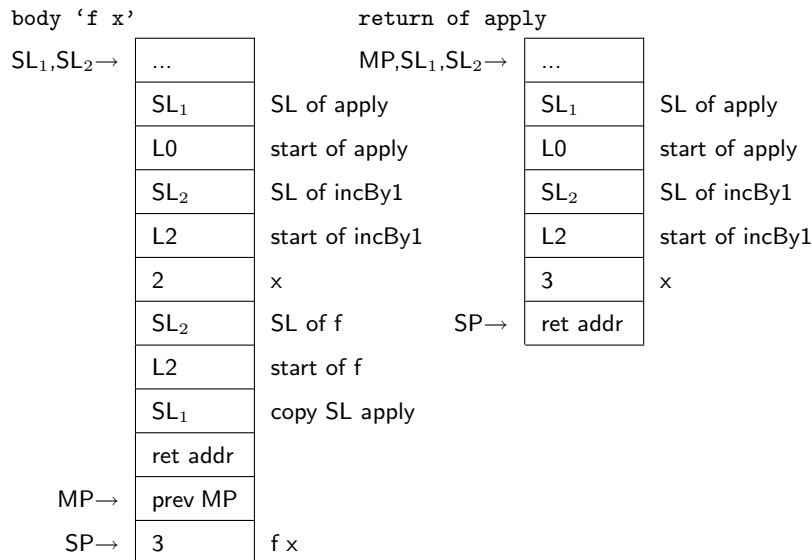 body ‘f x’ return of apply
SL₁,SL₂→ ... MP,SL₁,SL₂→ ...
SL₁ SL of apply SL₁ SL of apply
L0 start of apply L0 start of apply
SL₂ SL of incBy1 SL₂ SL of incBy1
L2 start of incBy1 L2 start of incBy1
2 x 3 x
SL₂ SL of f SP→ ret addr
L2 start of f
SL₁ copy SL apply
ret addr
MP→ prev MP
SP→ 3 f x